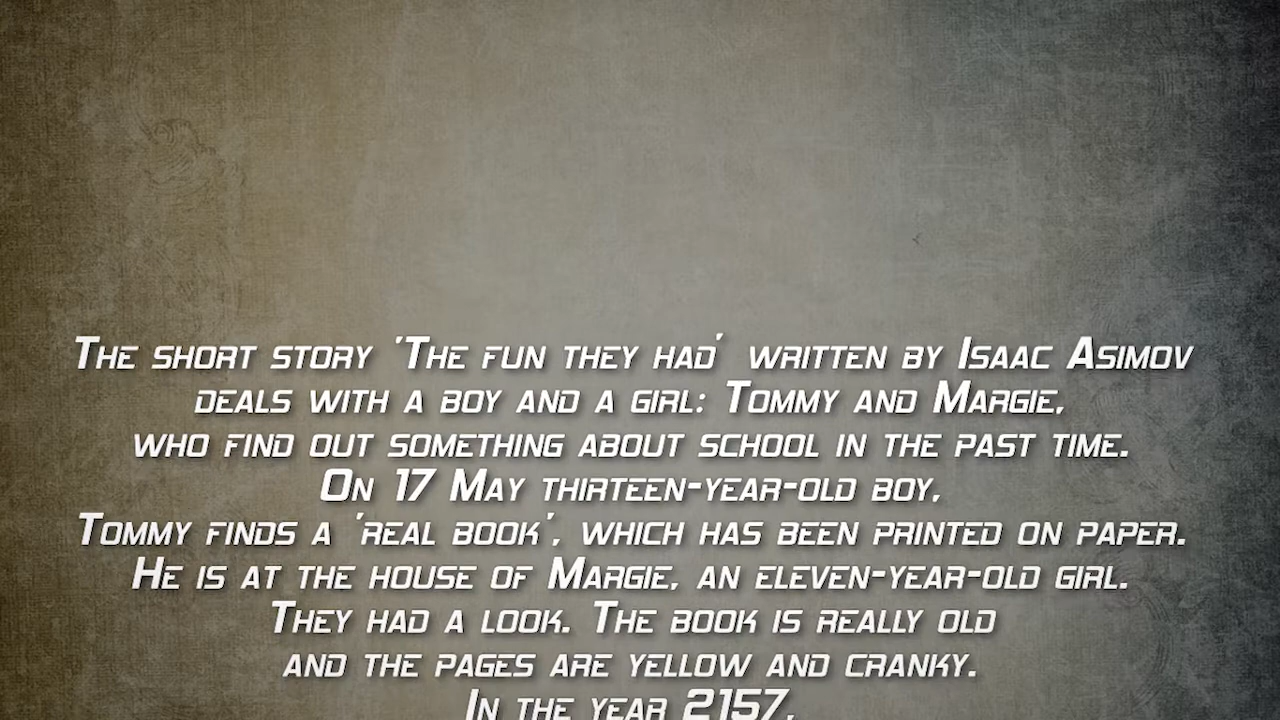 The short story 'The fun they had' written by Isaac Asimov
deals with a boy and a girl: Tommy and Margie,
who find out something about school in the past time.
On 17 May thirteen-year-old boy,
Tommy finds a 'real book', which has been printed on paper.
He is at the house of Margie, an eleven-year-old girl.
They had a look. The book is really old
and the pages are yellow and cranky.
In the year 2157,